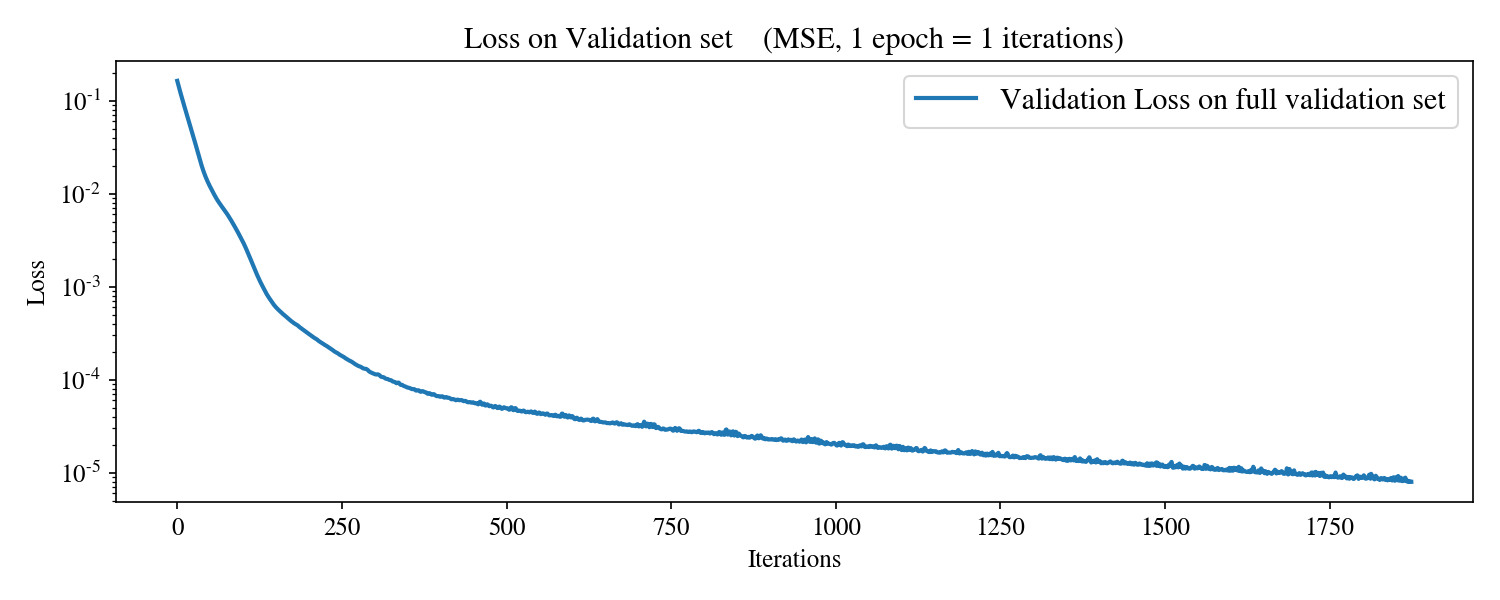 Loss on Validation set (MSE, 1 epoch = 1 iterations)
Validation Loss on full validation set
Loss
10-1
10-2
10-3
10-4
10-5
0 250 500 750 1000 1250 1500 1750
Iterations